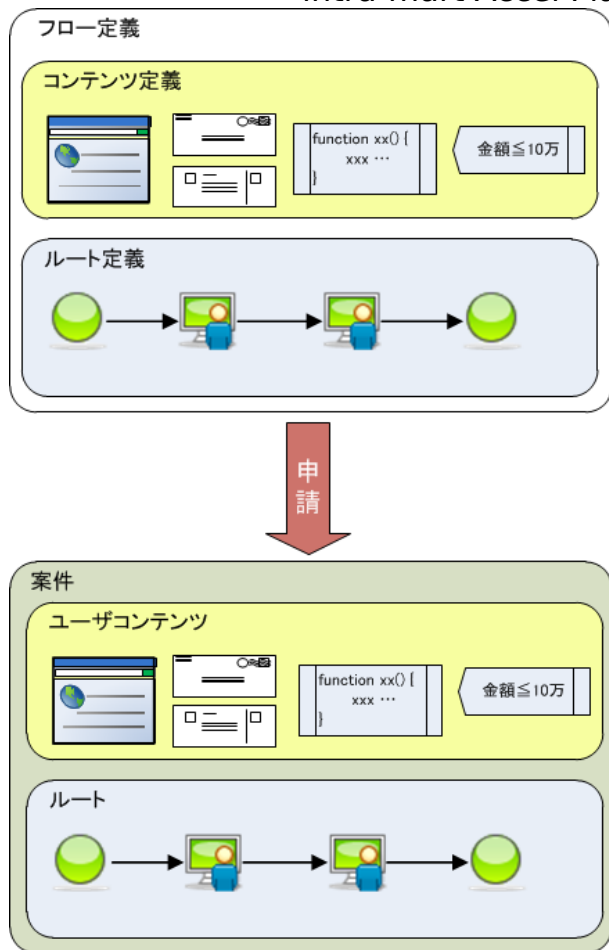 フロー定義
コンテンツ定義
function xx() {
xxx …
}
金額≦10万
ルート定義
申請
案件
ユーザコンテンツ
function xx() {
xxx …
}
金額≦10万
ルート